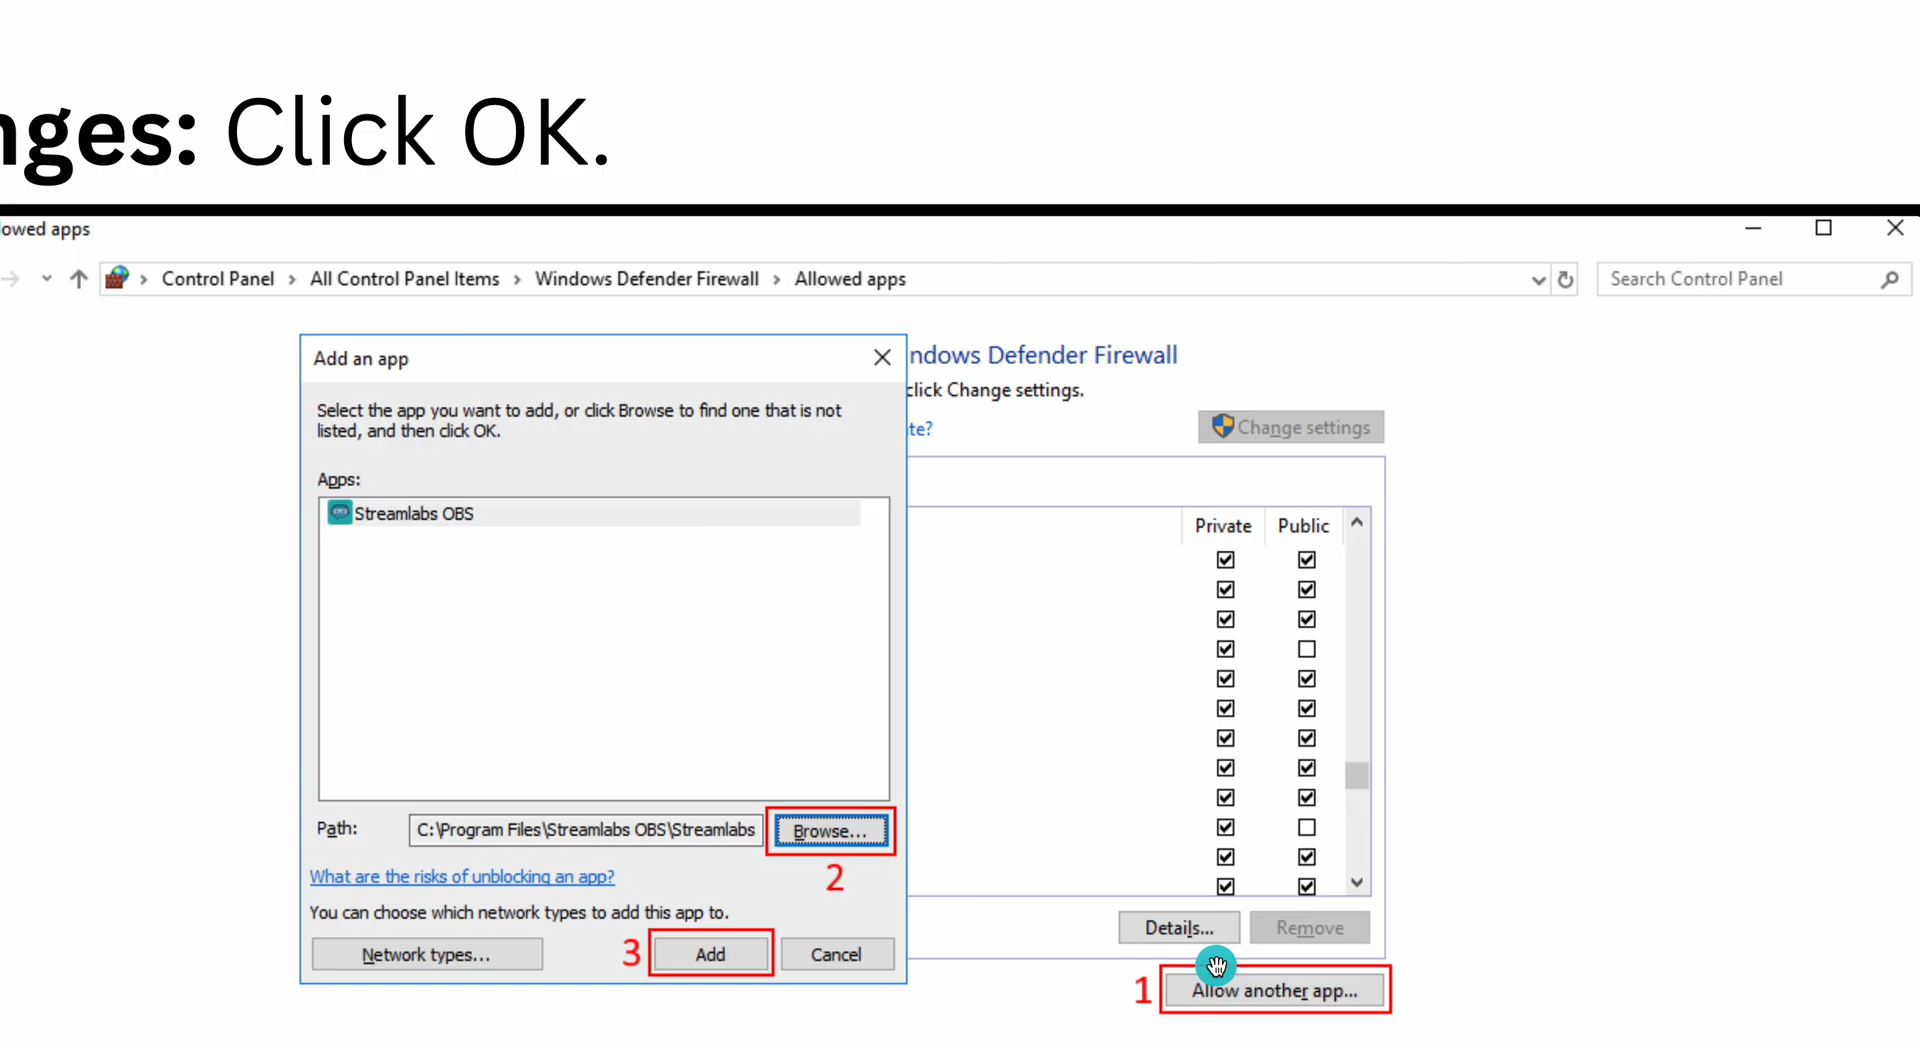 nges: Click OK.
lowed apps
Control Panel > All Control Panel Items > Windows Defender Firewall > Allowed apps
Search Control Panel
Add an app
Select the app you want to add, or click Browse to find one that is not
listed, and then click OK.
Apps:
Streamlabs OBS
Path:
C:\Program Files\Streamlabs OBS\Streamlabs
Browse...
2
What are the risks of unblocking an app?
You can choose which network types to add this app to.
Network types...
3
Add
Cancel
ndows Defender Firewall
click Change settings.
te?
Change settings
Private Public
Details...
Remove
1
Allow another app...